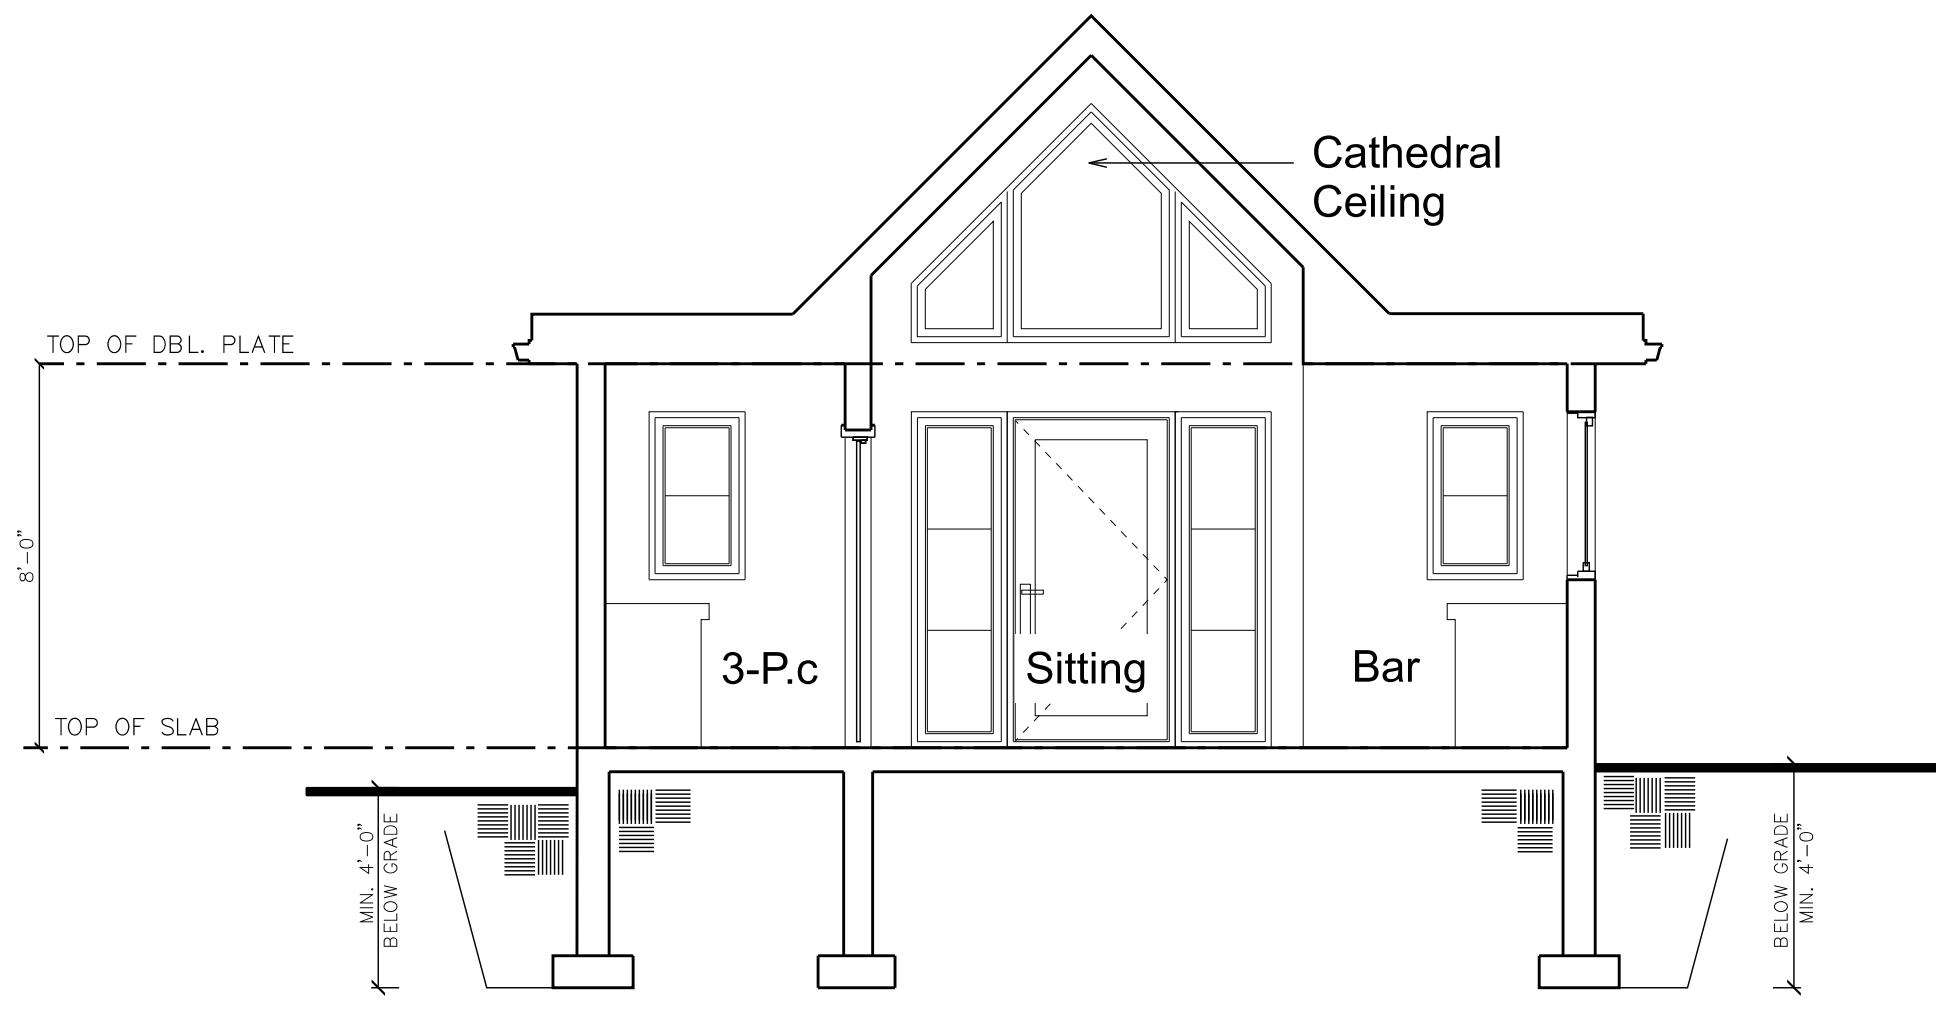 Cathedral
Ceiling
TOP OF DBL. PLATE
8'-0"
3-P.c
Sitting
Bar
TOP OF SLAB
MIN. 4'-0"
BELOW GRADE
BELOW GRADE
MIN. 4'-0"